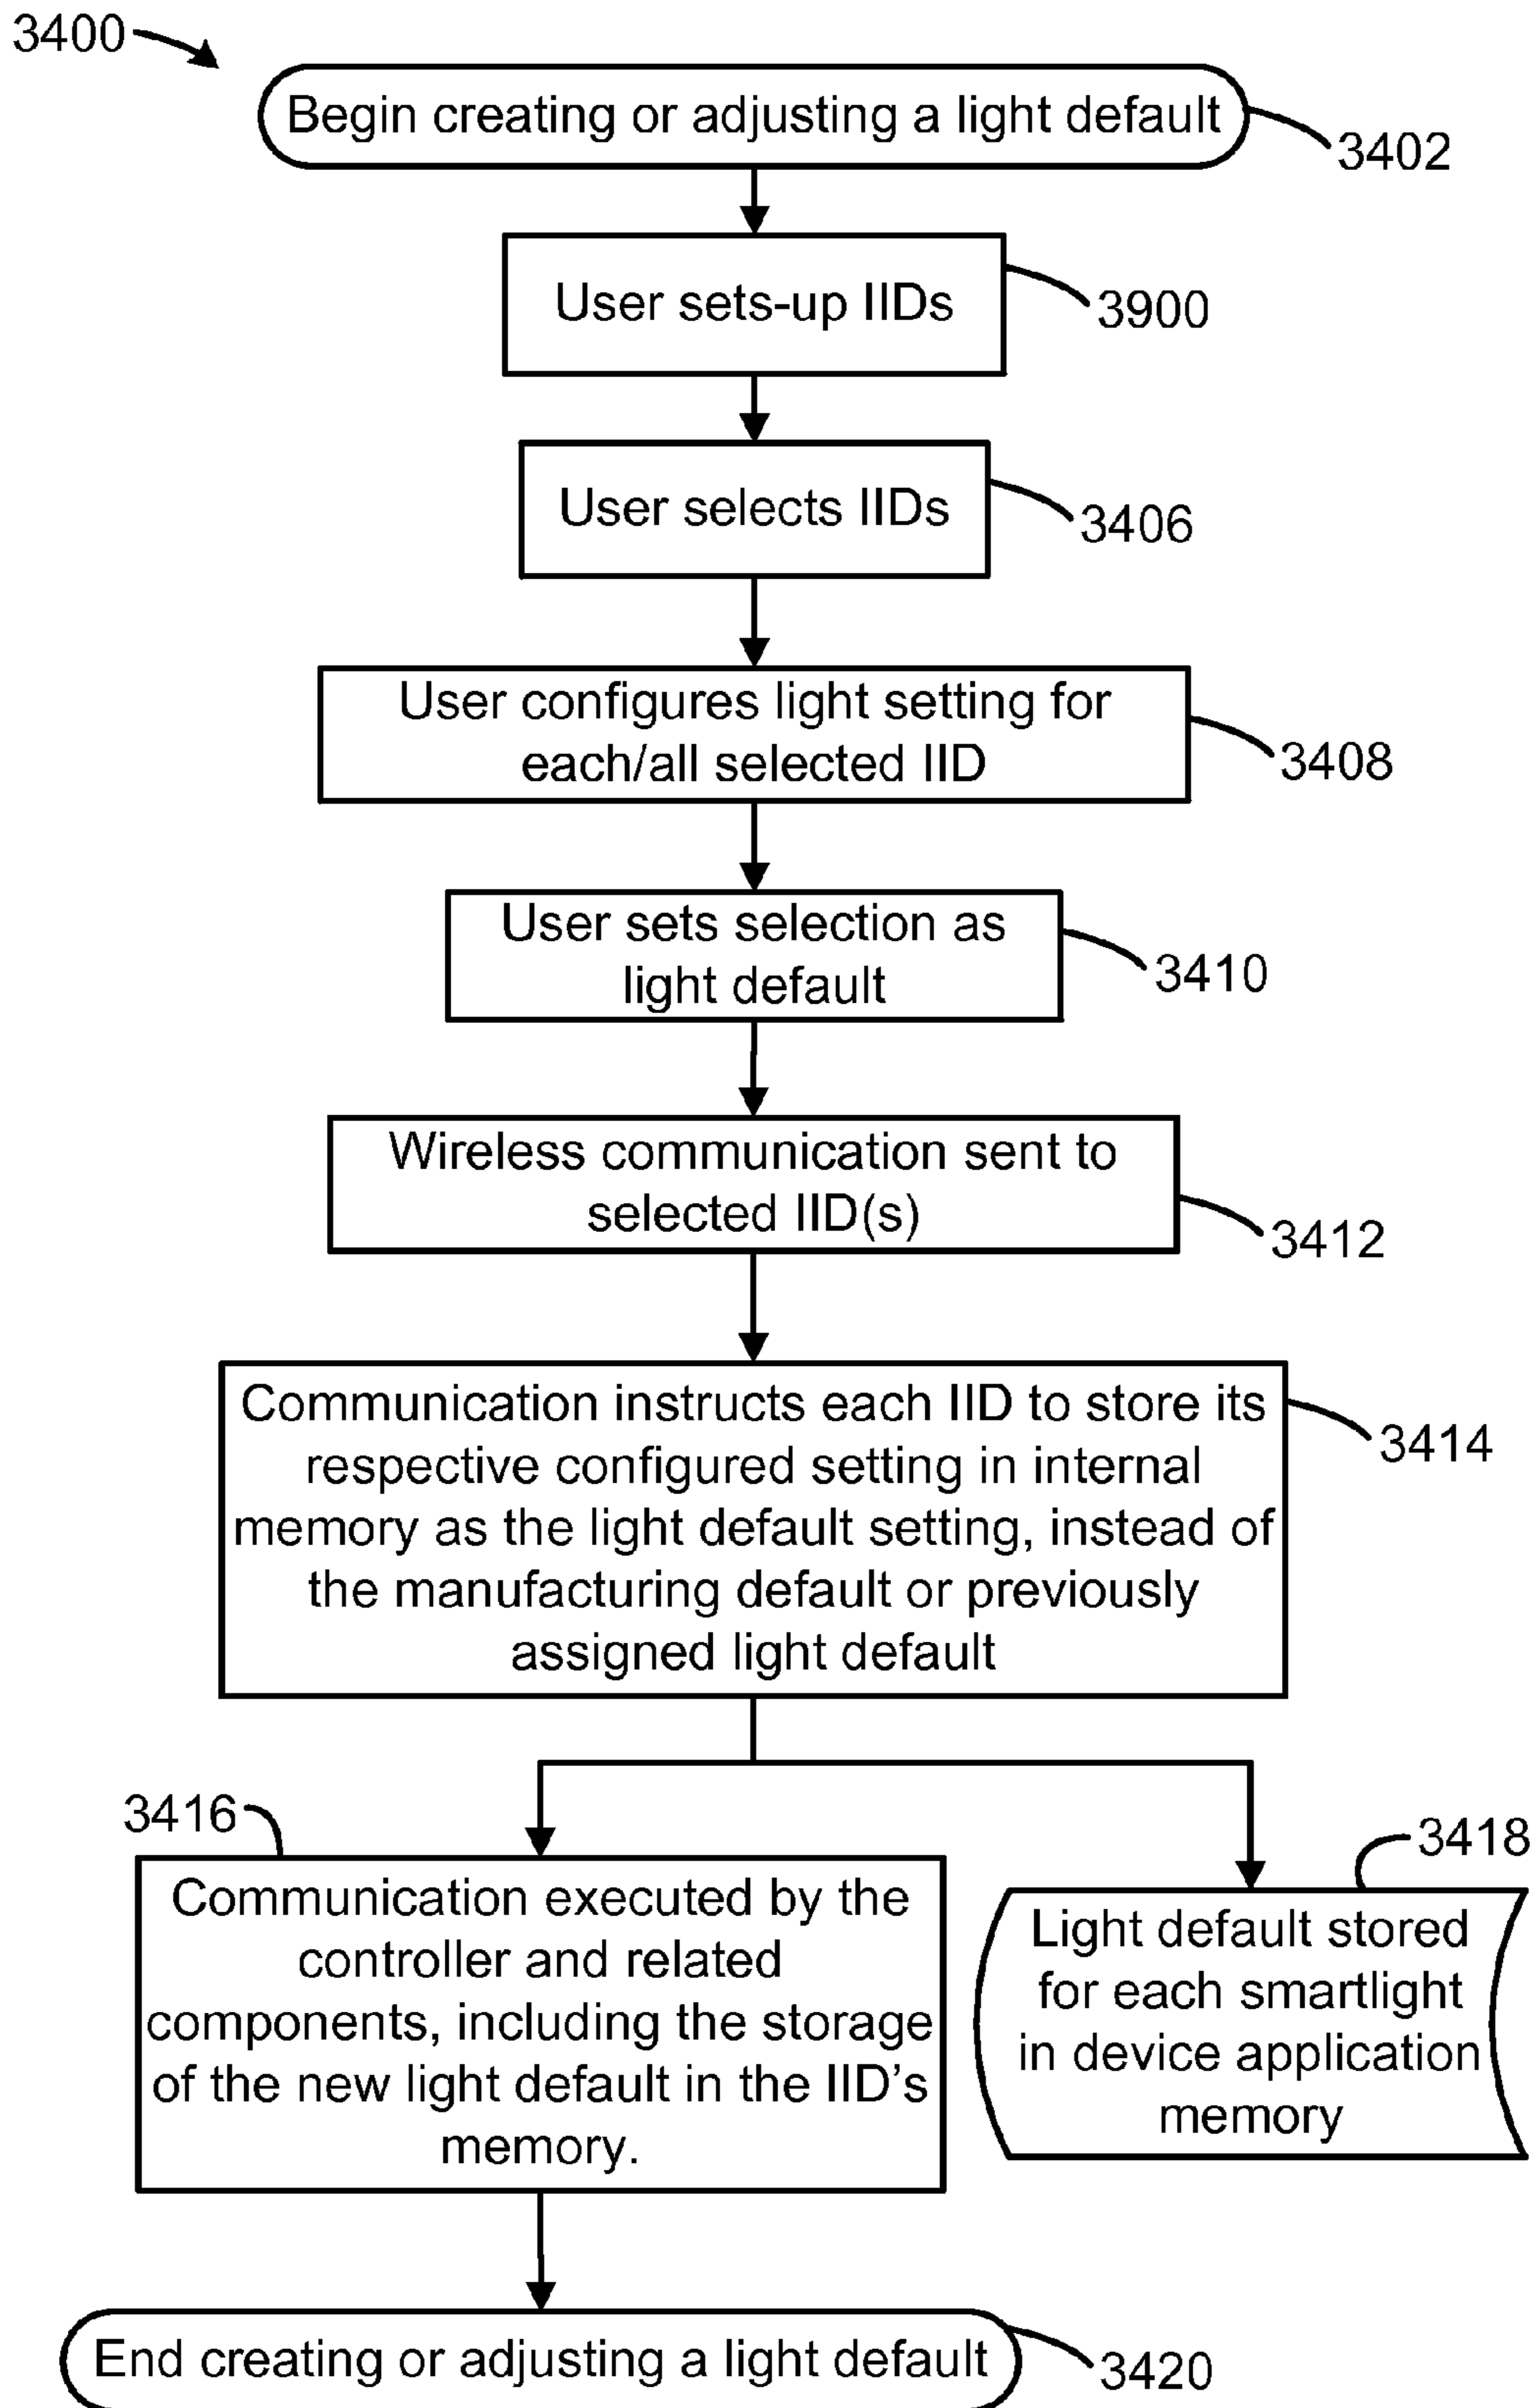 3400
Begin creating or adjusting a light default
3402
User sets-up IIDs
3900
User selects IIDs
3406
User configures light setting for
each/all selected IID
3408
User sets selection as
light default
3410
Wireless communication sent to
selected IID(s)
3412
Communication instructs each IID to store its
respective configured setting in internal
memory as the light default setting, instead of
the manufacturing default or previously
assigned light default
3414
3416
Communication executed by the
controller and related
components, including the storage
of the new light default in the IID’s
memory.
3418
Light default stored
for each smartlight
in device application
memory
End creating or adjusting a light default
3420